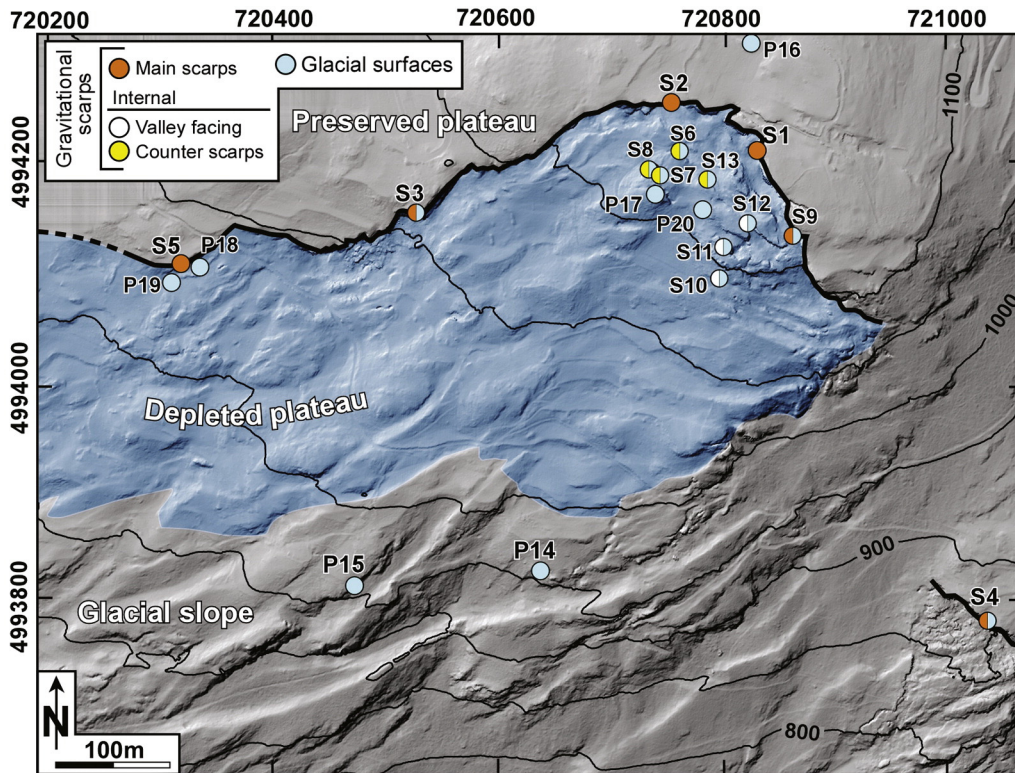 720200 720400 720600 720800 721000
4994200
4994000
4993800
Gravitational
scarps
Main scarps
Internal
Valley facing
Counter scarps
Glacial surfaces
P16
1100
S2
Preserved plateau
S1
S6
S8
S13
S7
S3
P17
P20
S12
S9
S5
P18
S11
P19
S10
1000
Depleted plateau
P15
P14
900
Glacial slope
S4
800
N
100m